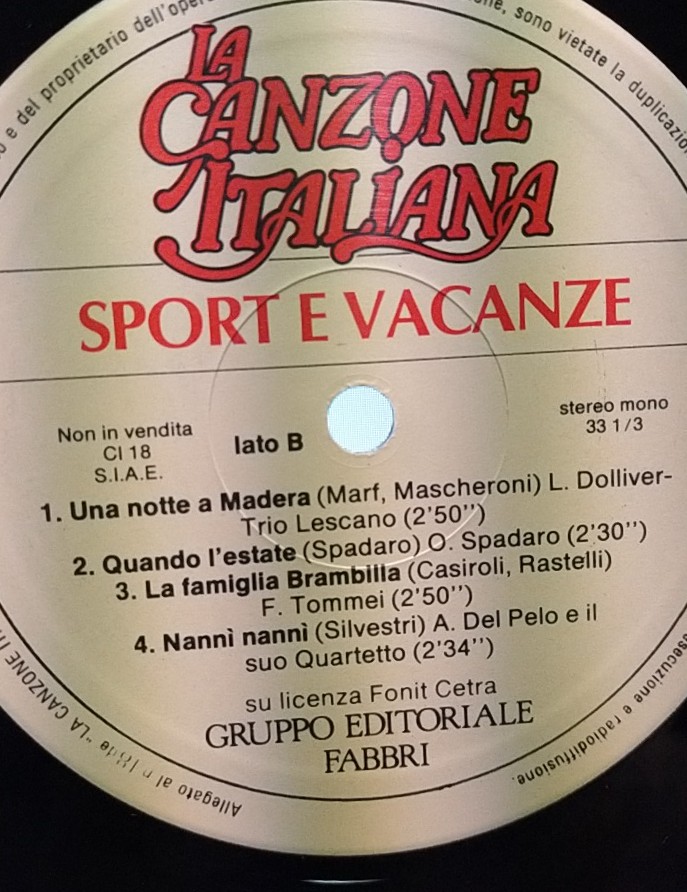 o e del proprietario dell'oper
ne, sono vietate la duplicazion
LA
CANZONE
ITALIANA
SPORT E VACANZE
Non in vendita
CI 18
S.I.A.E.
lato B
stereo mono
33 1/3
1. Una notte a Madera (Marf, Mascheroni) L. Dolliver-
Trio Lescano (2'50'')
2. Quando l'estate (Spadaro) O. Spadaro (2'30'')
3. La famiglia Brambilla (Casiroli, Rastelli)
F. Tommei (2'50'')
4. Nannì nannì (Silvestri) A. Del Pelo e il
suo Quartetto (2'34'')
su licenza Fonit Cetra
GRUPPO EDITORIALE
FABBRI
Allegato al n. 18 de "LA CANZONE IT
esecuzione e radiodiffusione.